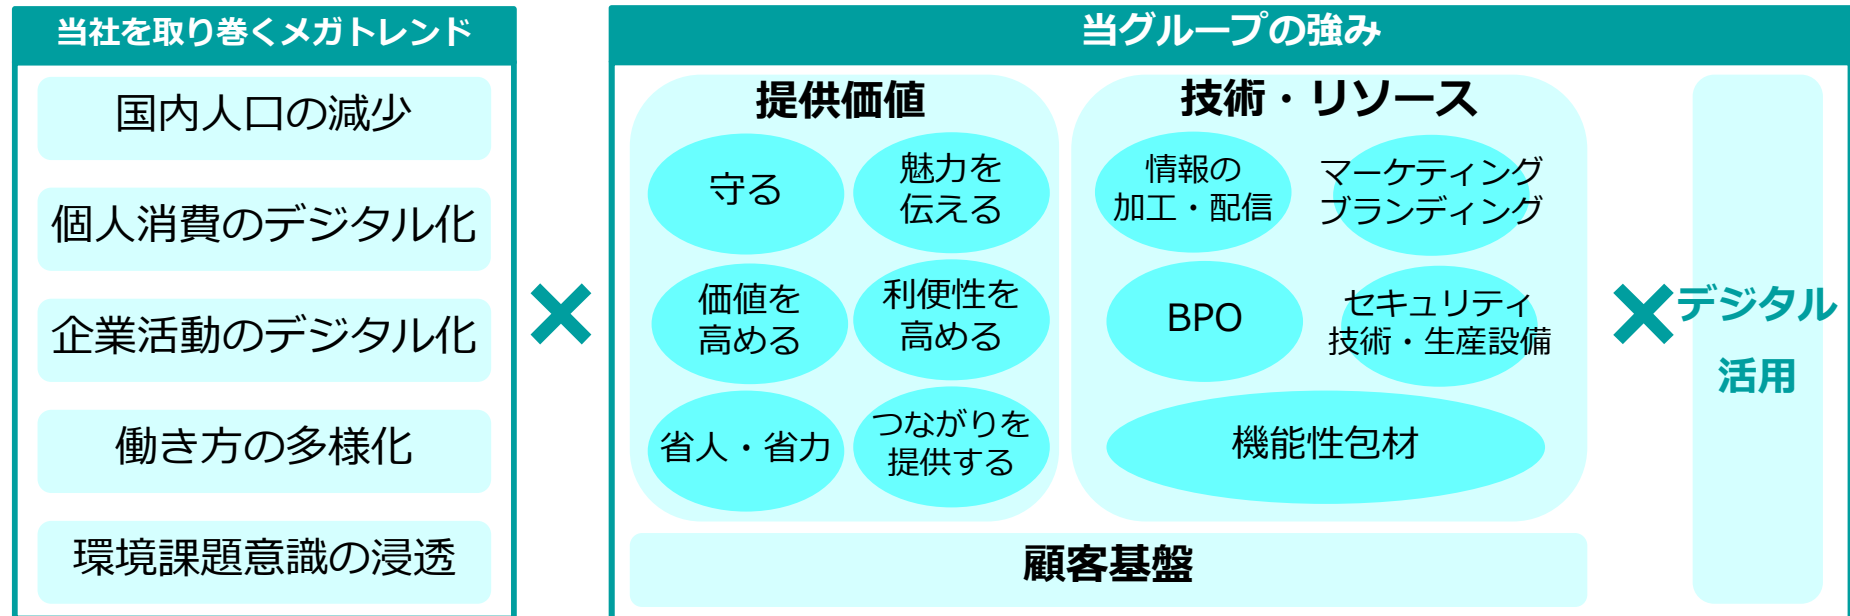 当社を取り巻くメガトレンド
国内人口の減少
個人消費のデジタル化
企業活動のデジタル化
働き方の多様化
環境課題意識の浸透
×
当グループの強み
提供価値
守る
魅力を
伝える
価値を
高める
利便性を
高める
省人・省力
つながりを
提供する
技術・リソース
情報の
加工・配信
マーケティング
ブランディング
BPO
セキュリティ
技術・生産設備
機能性包材
顧客基盤
×
デジタル
活用